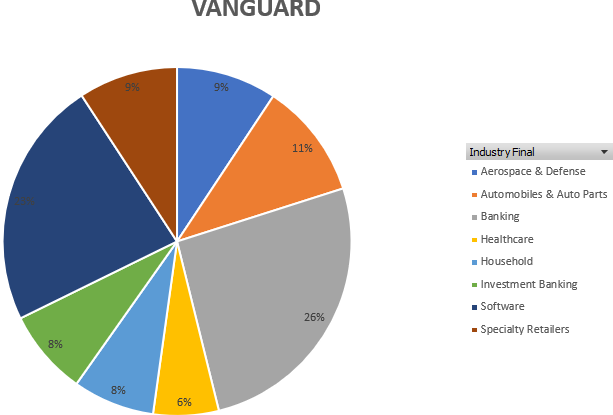 VANGUARD
9%
9%
11%
26%
6%
8%
8%
Industry Final
Aerospace & Defense
Automobiles & Auto Parts
Banking
Healthcare
Household
Investment Banking
Software
Specialty Retailers